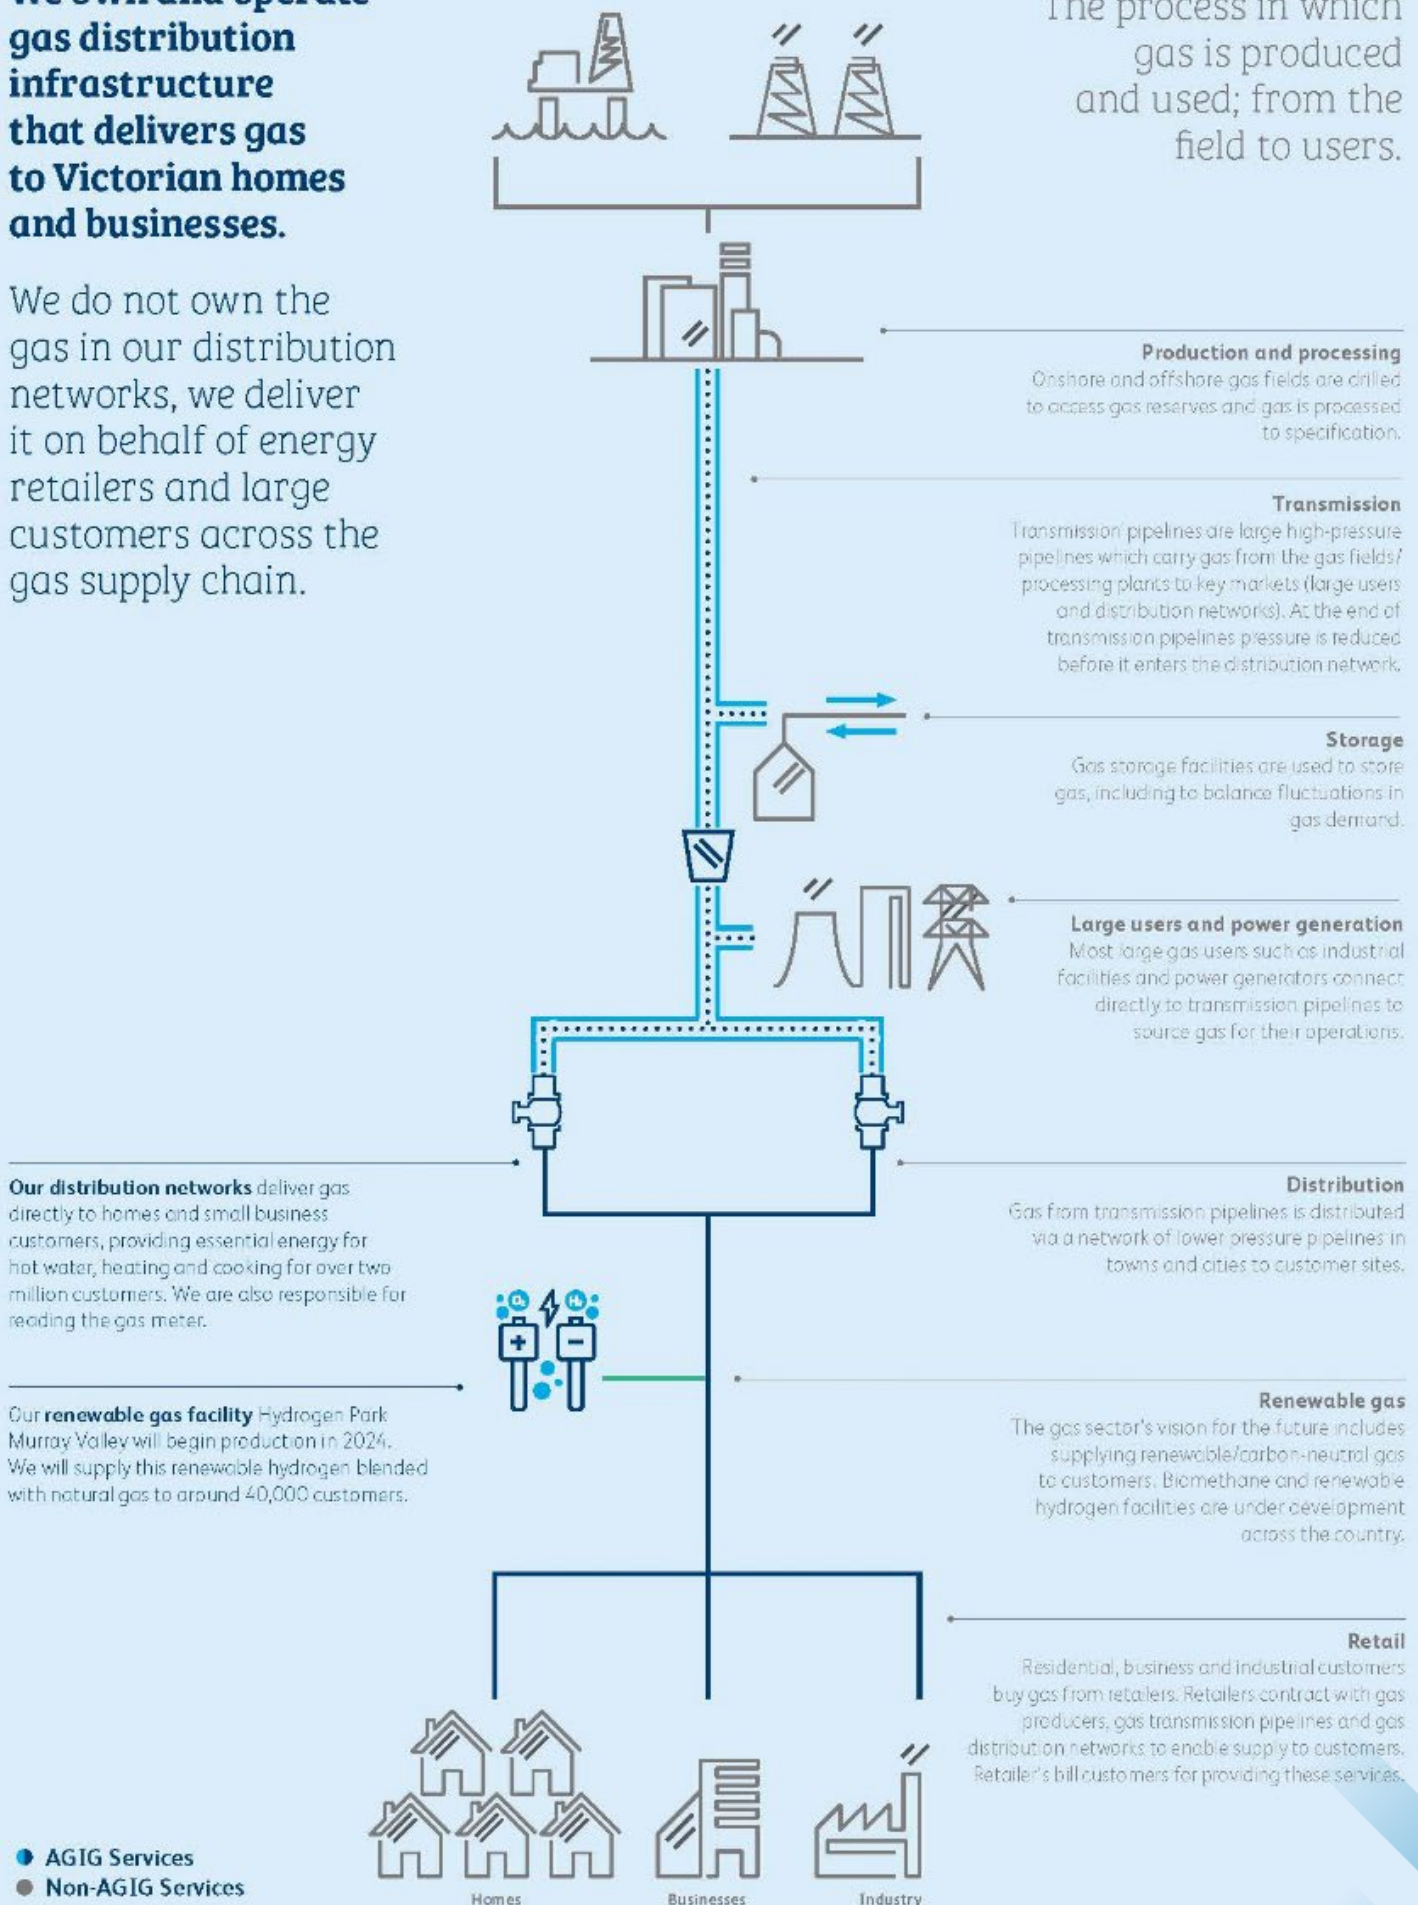 We own and operate
gas distribution
infrastructure
that delivers gas
to Victorian homes
and businesses.
We do not own the
gas in our distribution
networks, we deliver
it on behalf of energy
retailers and large
customers across the
gas supply chain.
The process in which
gas is produced
and used; from the
field to users.
Production and processing
Onshore and offshore gas fields are drilled
to access gas reserves and gas is processed
to specification.
Transmission
Transmission pipelines are large high-pressure
pipelines which carry gas from the gas fields/
processing plants to key markets (large users
and distribution networks). At the end of
transmission pipelines pressure is reduced
before it enters the distribution network.
Storage
Gas storage facilities are used to store
gas, including to balance fluctuations in
gas demand.
Large users and power generation
Most large gas users such as industrial
facilities and power generators connect
directly to transmission pipelines to
source gas for their operations.
Our distribution networks deliver gas
directly to homes and small business
customers, providing essential energy for
hot water, heating and cooking for over two
million customers. We are also responsible for
reading the gas meter.
Distribution
Gas from transmission pipelines is distributed
via a network of lower pressure pipelines in
towns and cities to customer sites.
O₂
H₂
+
−
Our renewable gas facility Hydrogen Park
Murray Valley will begin production in 2024.
We will supply this renewable hydrogen blended
with natural gas to around 40,000 customers.
Renewable gas
The gas sector's vision for the future includes
supplying renewable/carbon-neutral gas
to customers. Biomethane and renewable
hydrogen facilities are under development
across the country.
Retail
Residential, business and industrial customers
buy gas from retailers. Retailers contract with gas
producers, gas transmission pipelines and gas
distribution networks to enable supply to customers.
Retailer's bill customers for providing these services.
AGIG Services
Non-AGIG Services
Homes
Businesses
Industry